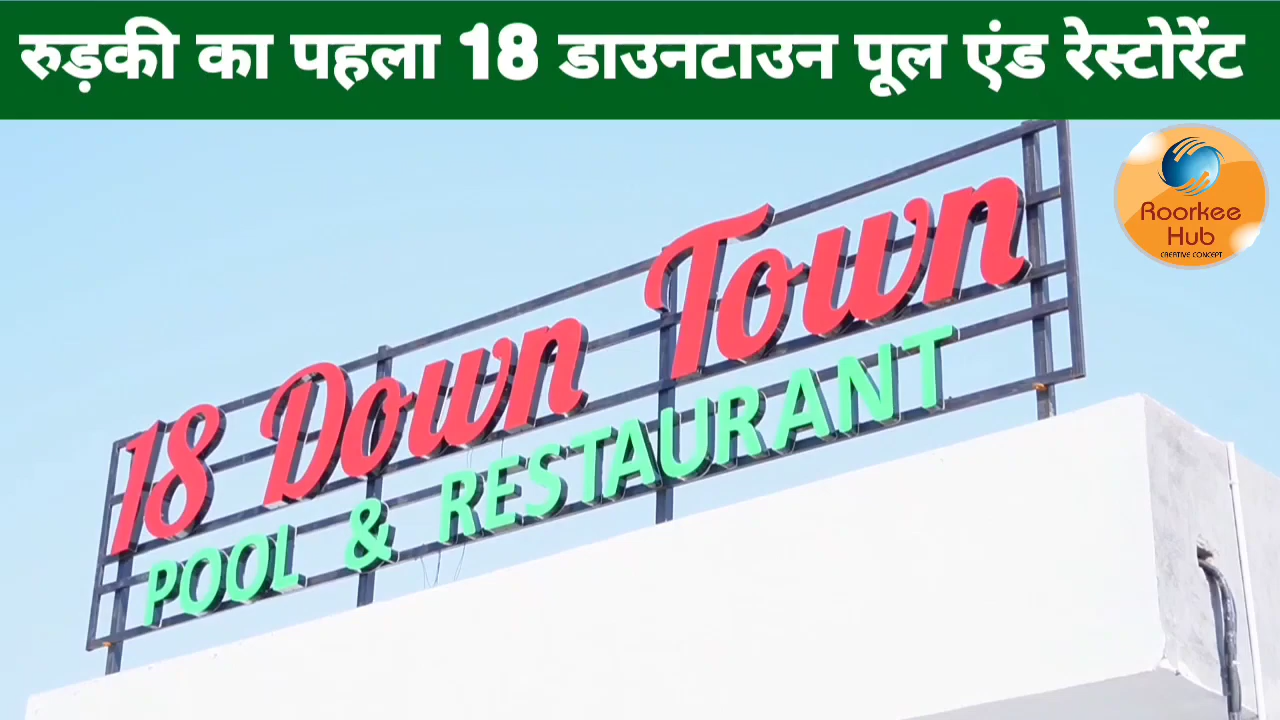 रुड़की का पहला 18 डाउनटाउन पूल एंड रेस्टोरेंट
Roorkee
Hub
CREATIVE CONCEPT
18 Down Town
POOL & RESTAURANT